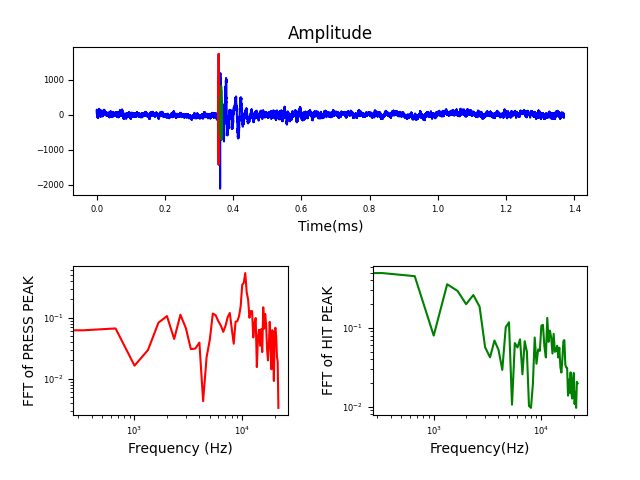 Amplitude
1000
0
−1000
−2000
0.0 0.2 0.4 0.6 0.8 1.0 1.2 1.4
Time(ms)
FFT of PRESS PEAK
10⁻¹
10⁻²
10³ 10⁴
Frequency (Hz)
FFT of HIT PEAK
10⁻¹
10⁻²
10³ 10⁴
Frequency(Hz)